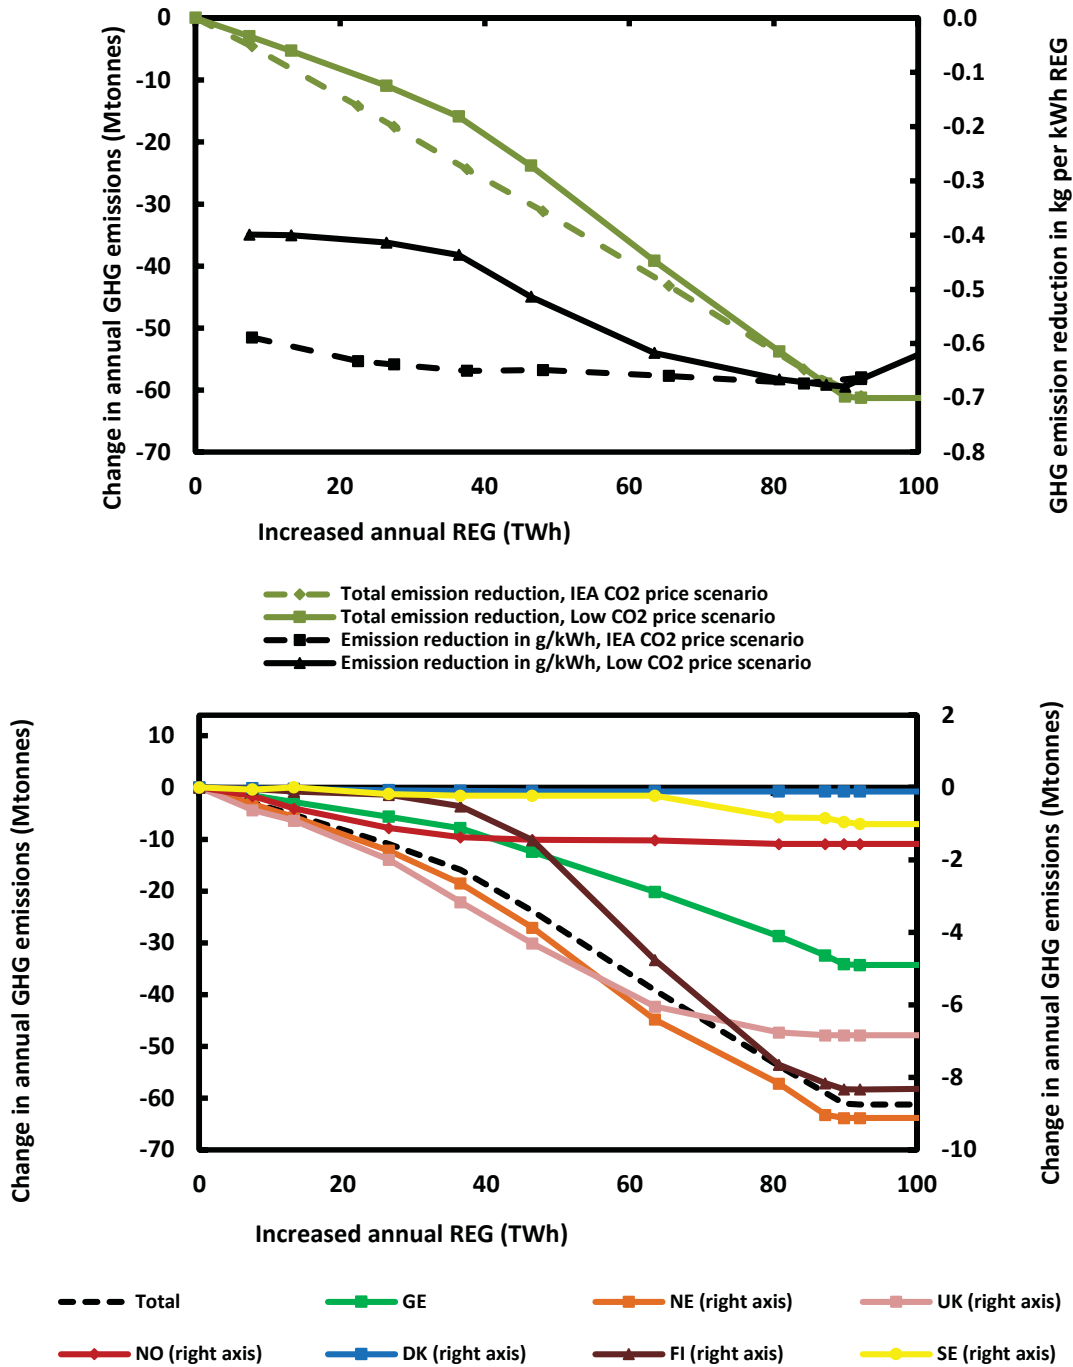 0
-10
-20
-30
-40
-50
-60
-70
Change in annual GHG emissions (Mtonnes)
0.0
-0.1
-0.2
-0.3
-0.4
-0.5
-0.6
-0.7
-0.8
GHG emission reduction in kg per kWh REG
0 20 40 60 80 100
Increased annual REG (TWh)
Total emission reduction, IEA CO2 price scenario
Total emission reduction, Low CO2 price scenario
Emission reduction in g/kWh, IEA CO2 price scenario
Emission reduction in g/kWh, Low CO2 price scenario
Change in annual GHG emissions (Mtonnes)
10
0
-10
-20
-30
-40
-50
-60
-70
2
0
-2
-4
-6
-8
-10
Change in annual GHG emissions (Mtonnes)
0 20 40 60 80 100
Increased annual REG (TWh)
Total GE NE (right axis) UK (right axis)
NO (right axis) DK (right axis) FI (right axis) SE (right axis)